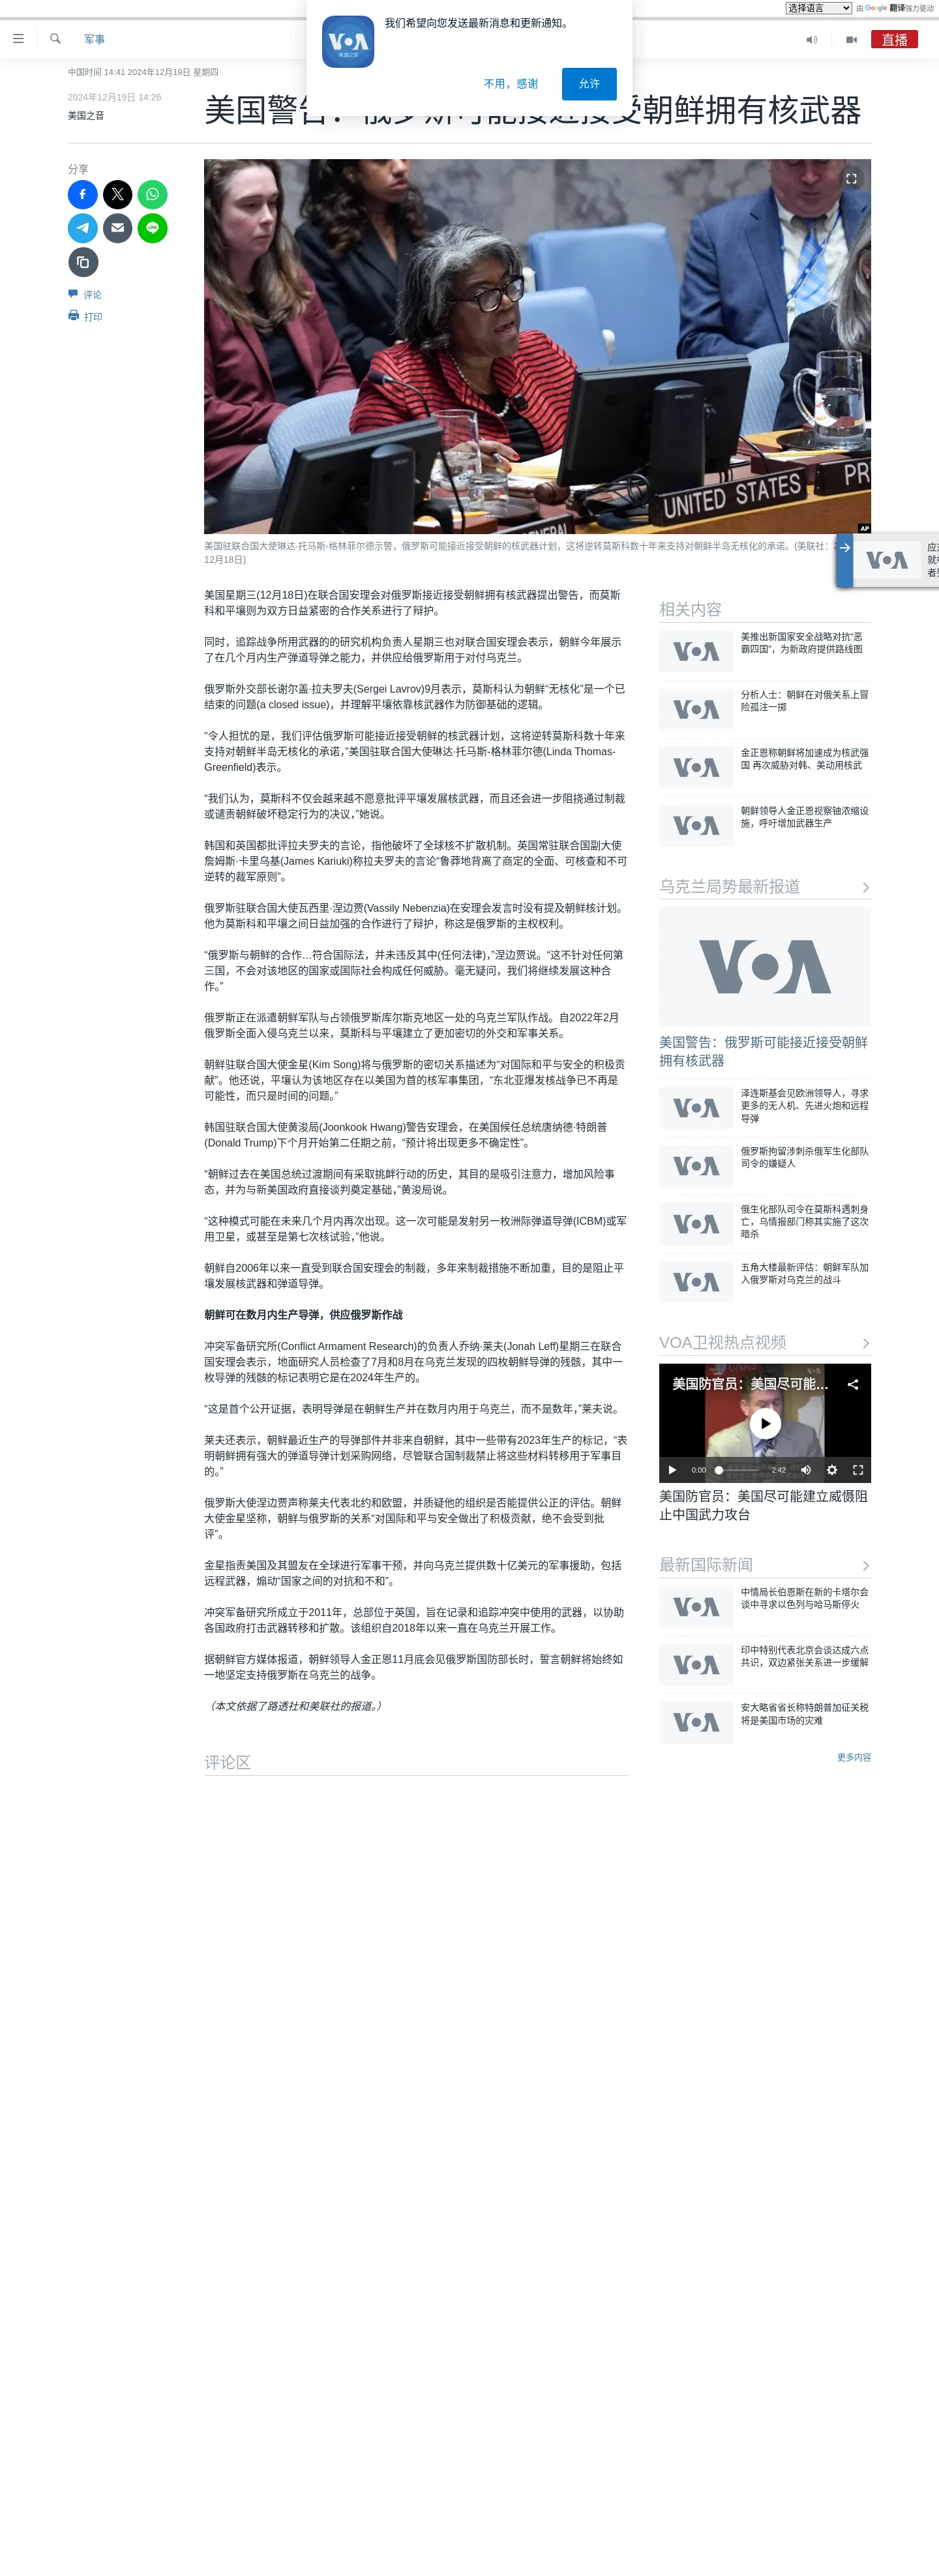 选择语言 由 Google 翻译强力驱动
我们希望向您发送最新消息和更新通知。
VOA
美国之音
不用，感谢
允许
军事
直播
中国时间 14:41 2024年12月19日 星期四
2024年12月19日 14:26
美国之音
美国警告：俄罗斯可能接近接受朝鲜拥有核武器
分享
评论
打印
UNITED STATES
PR
AP
美国驻联合国大使琳达·托马斯-格林菲尔德示警，俄罗斯可能接近接受朝鲜的核武器计划，这将逆转莫斯科数十年来支持对朝鲜半岛无核化的承诺。(美联社：
12月18日)
美国星期三(12月18日)在联合国安理会对俄罗斯接近接受朝鲜拥有核武器提出警告，而莫斯
科和平壤则为双方日益紧密的合作关系进行了辩护。
同时，追踪战争所用武器的的研究机构负责人星期三也对联合国安理会表示，朝鲜今年展示
了在几个月内生产弹道导弹之能力，并供应给俄罗斯用于对付乌克兰。
俄罗斯外交部长谢尔盖·拉夫罗夫(Sergei Lavrov)9月表示，莫斯科认为朝鲜“无核化”是一个已
结束的问题(a closed issue)，并理解平壤依靠核武器作为防御基础的逻辑。
“令人担忧的是，我们评估俄罗斯可能接近接受朝鲜的核武器计划，这将逆转莫斯科数十年来
支持对朝鲜半岛无核化的承诺，”美国驻联合国大使琳达·托马斯-格林菲尔德(Linda Thomas-
Greenfield)表示。
“我们认为，莫斯科不仅会越来越不愿意批评平壤发展核武器，而且还会进一步阻挠通过制裁
或谴责朝鲜破坏稳定行为的决议，”她说。
韩国和英国都批评拉夫罗夫的言论，指他破坏了全球核不扩散机制。英国常驻联合国副大使
詹姆斯·卡里乌基(James Kariuki)称拉夫罗夫的言论“鲁莽地背离了商定的全面、可核查和不可
逆转的裁军原则”。
俄罗斯驻联合国大使瓦西里·涅边贾(Vassily Nebenzia)在安理会发言时没有提及朝鲜核计划。
他为莫斯科和平壤之间日益加强的合作进行了辩护，称这是俄罗斯的主权权利。
“俄罗斯与朝鲜的合作…符合国际法，并未违反其中(任何法律)，”涅边贾说。“这不针对任何第
三国，不会对该地区的国家或国际社会构成任何威胁。毫无疑问，我们将继续发展这种合
作。”
俄罗斯正在派遣朝鲜军队与占领俄罗斯库尔斯克地区一处的乌克兰军队作战。自2022年2月
俄罗斯全面入侵乌克兰以来，莫斯科与平壤建立了更加密切的外交和军事关系。
朝鲜驻联合国大使金星(Kim Song)将与俄罗斯的密切关系描述为“对国际和平与安全的积极贡
献”。他还说，平壤认为该地区存在以美国为首的核军事集团，“东北亚爆发核战争已不再是
可能性，而只是时间的问题。”
韩国驻联合国大使黄浚局(Joonkook Hwang)警告安理会，在美国候任总统唐纳德·特朗普
(Donald Trump)下个月开始第二任期之前，“预计将出现更多不确定性”。
“朝鲜过去在美国总统过渡期间有采取挑衅行动的历史，其目的是吸引注意力，增加风险事
态，并为与新美国政府直接谈判奠定基础，”黄浚局说。
“这种模式可能在未来几个月内再次出现。这一次可能是发射另一枚洲际弹道导弹(ICBM)或军
用卫星，或甚至是第七次核试验，”他说。
朝鲜自2006年以来一直受到联合国安理会的制裁，多年来制裁措施不断加重，目的是阻止平
壤发展核武器和弹道导弹。
朝鲜可在数月内生产导弹，供应俄罗斯作战
冲突军备研究所(Conflict Armament Research)的负责人乔纳·莱夫(Jonah Leff)星期三在联合
国安理会表示，地面研究人员检查了7月和8月在乌克兰发现的四枚朝鲜导弹的残骸，其中一
枚导弹的残骸的标记表明它是在2024年生产的。
“这是首个公开证据，表明导弹是在朝鲜生产并在数月内用于乌克兰，而不是数年，”莱夫说。
莱夫还表示，朝鲜最近生产的导弹部件并非来自朝鲜，其中一些带有2023年生产的标记，“表
明朝鲜拥有强大的弹道导弹计划采购网络，尽管联合国制裁禁止将这些材料转移用于军事目
的。”
俄罗斯大使涅边贾声称莱夫代表北约和欧盟，并质疑他的组织是否能提供公正的评估。朝鲜
大使金星坚称，朝鲜与俄罗斯的关系“对国际和平与安全做出了积极贡献，绝不会受到批
评”。
金星指责美国及其盟友在全球进行军事干预，并向乌克兰提供数十亿美元的军事援助，包括
远程武器，煽动“国家之间的对抗和不和”。
冲突军备研究所成立于2011年，总部位于英国，旨在记录和追踪冲突中使用的武器，以协助
各国政府打击武器转移和扩散。该组织自2018年以来一直在乌克兰开展工作。
据朝鲜官方媒体报道，朝鲜领导人金正恩11月底会见俄罗斯国防部长时，誓言朝鲜将始终如
一地坚定支持俄罗斯在乌克兰的战争。
（本文依据了路透社和美联社的报道。）
评论区
VOA
相关内容
VOA
美推出新国家安全战略对抗“恶
霸四国”，为新政府提供路线图
VOA
分析人士：朝鲜在对俄关系上冒
险孤注一掷
VOA
金正恩称朝鲜将加速成为核武强
国 再次威胁对韩、美动用核武
VOA
朝鲜领导人金正恩视察铀浓缩设
施，呼吁增加武器生产
乌克兰局势最新报道
VOA
美国警告：俄罗斯可能接近接受朝鲜
拥有核武器
VOA
泽连斯基会见欧洲领导人，寻求
更多的无人机、先进火炮和远程
导弹
VOA
俄罗斯拘留涉刺杀俄军生化部队
司令的嫌疑人
VOA
俄生化部队司令在莫斯科遇刺身
亡，乌情报部门称其实施了这次
暗杀
VOA
五角大楼最新评估：朝鲜军队加
入俄罗斯对乌克兰的战斗
VOA卫视热点视频
美国防官员：美国尽可能...
0:00
2:42
美国防官员：美国尽可能建立威慑阻
止中国武力攻台
最新国际新闻
VOA
中情局长伯恩斯在新的卡塔尔会
谈中寻求以色列与哈马斯停火
VOA
印中特别代表北京会谈达成六点
共识，双边紧张关系进一步缓解
VOA
安大略省省长称特朗普加征关税
将是美国市场的灾难
更多内容